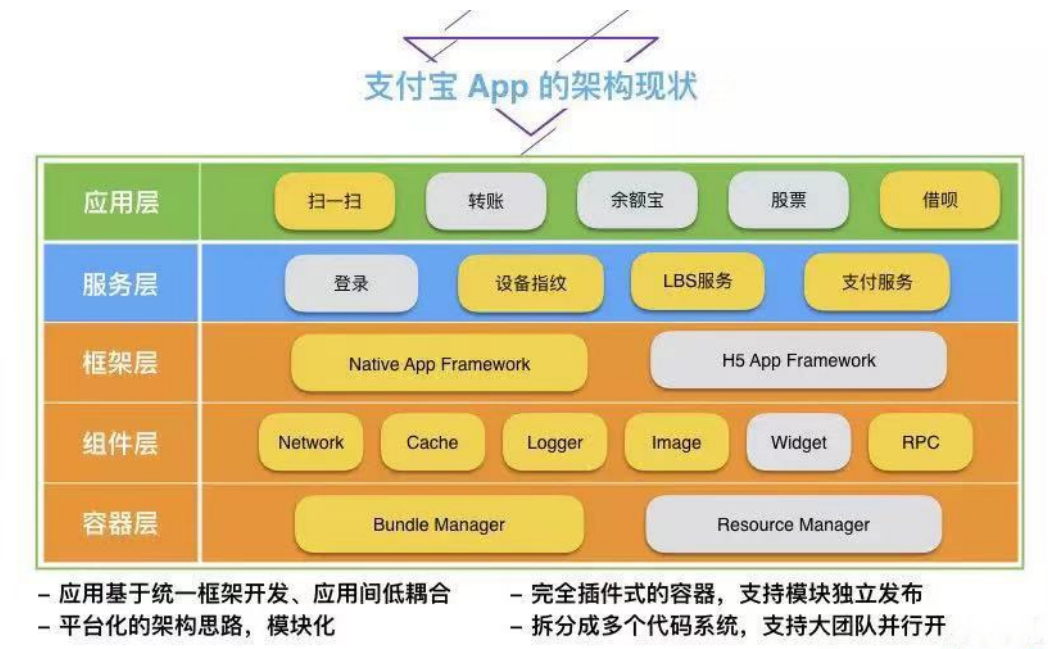 支付宝 App 的架构现状
应用层
扫一扫
转账
余额宝
股票
借呗
服务层
登录
设备指纹
LBS服务
支付服务
框架层
Native App Framework
H5 App Framework
组件层
Network
Cache
Logger
Image
Widget
RPC
容器层
Bundle Manager
Resource Manager
– 应用基于统一框架开发、应用间低耦合
– 平台化的架构思路，模块化
– 完全插件式的容器，支持模块独立发布
– 拆分成多个代码系统，支持大团队并行开